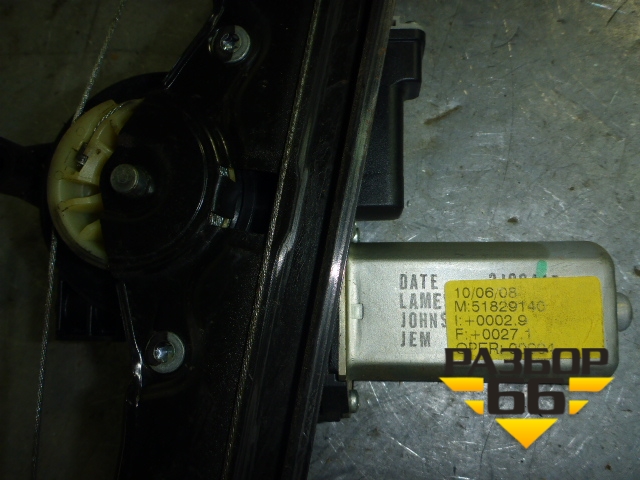 DATE
LAME
JOHNS
JEM
10/06/08
M:51829140
I:+0002.9
F:+0027.1
РАЗБОР
66